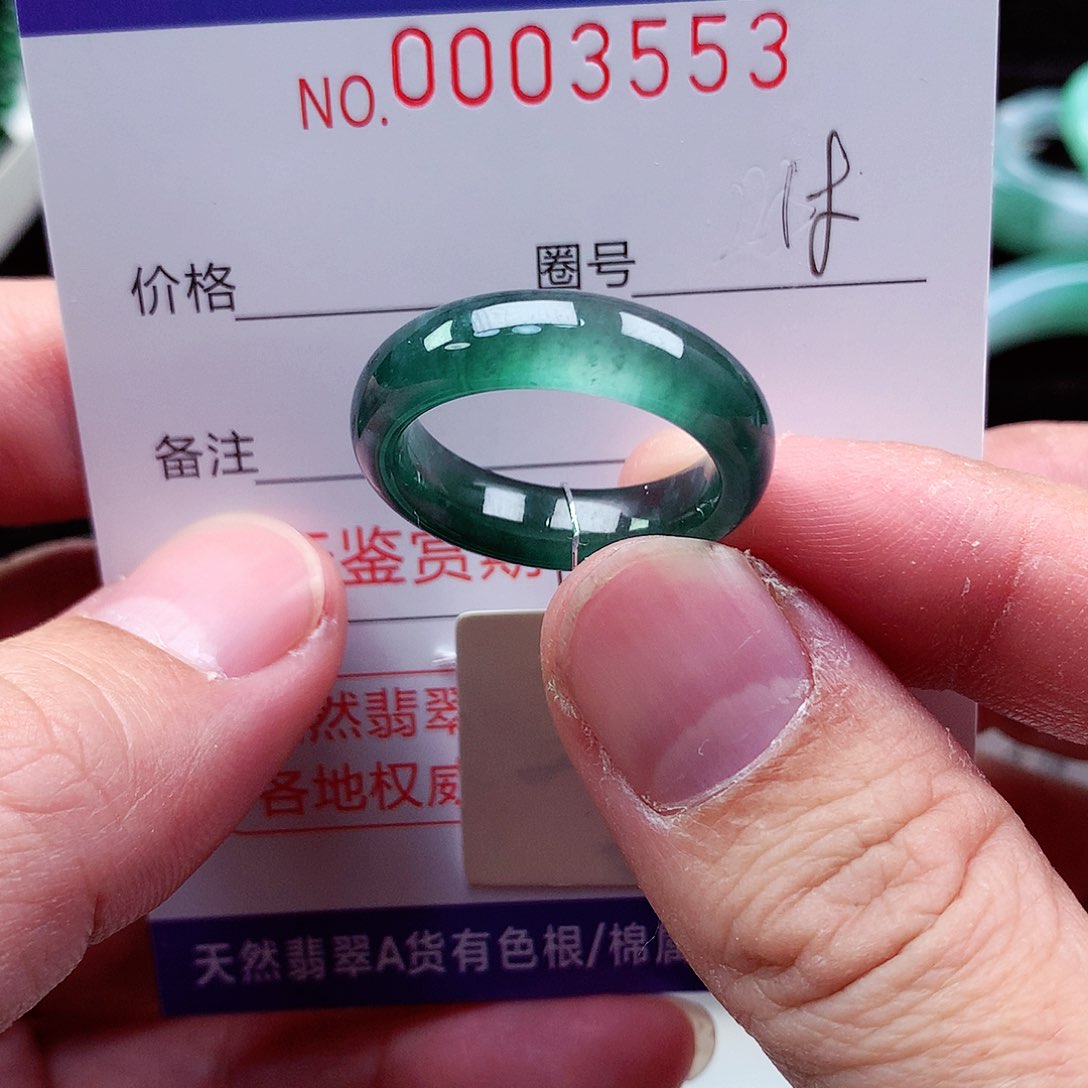 NO.0003553
价格
圈号
备注
鉴赏期
然翡翠
各地权威
天然翡翠A货有色根/棉属